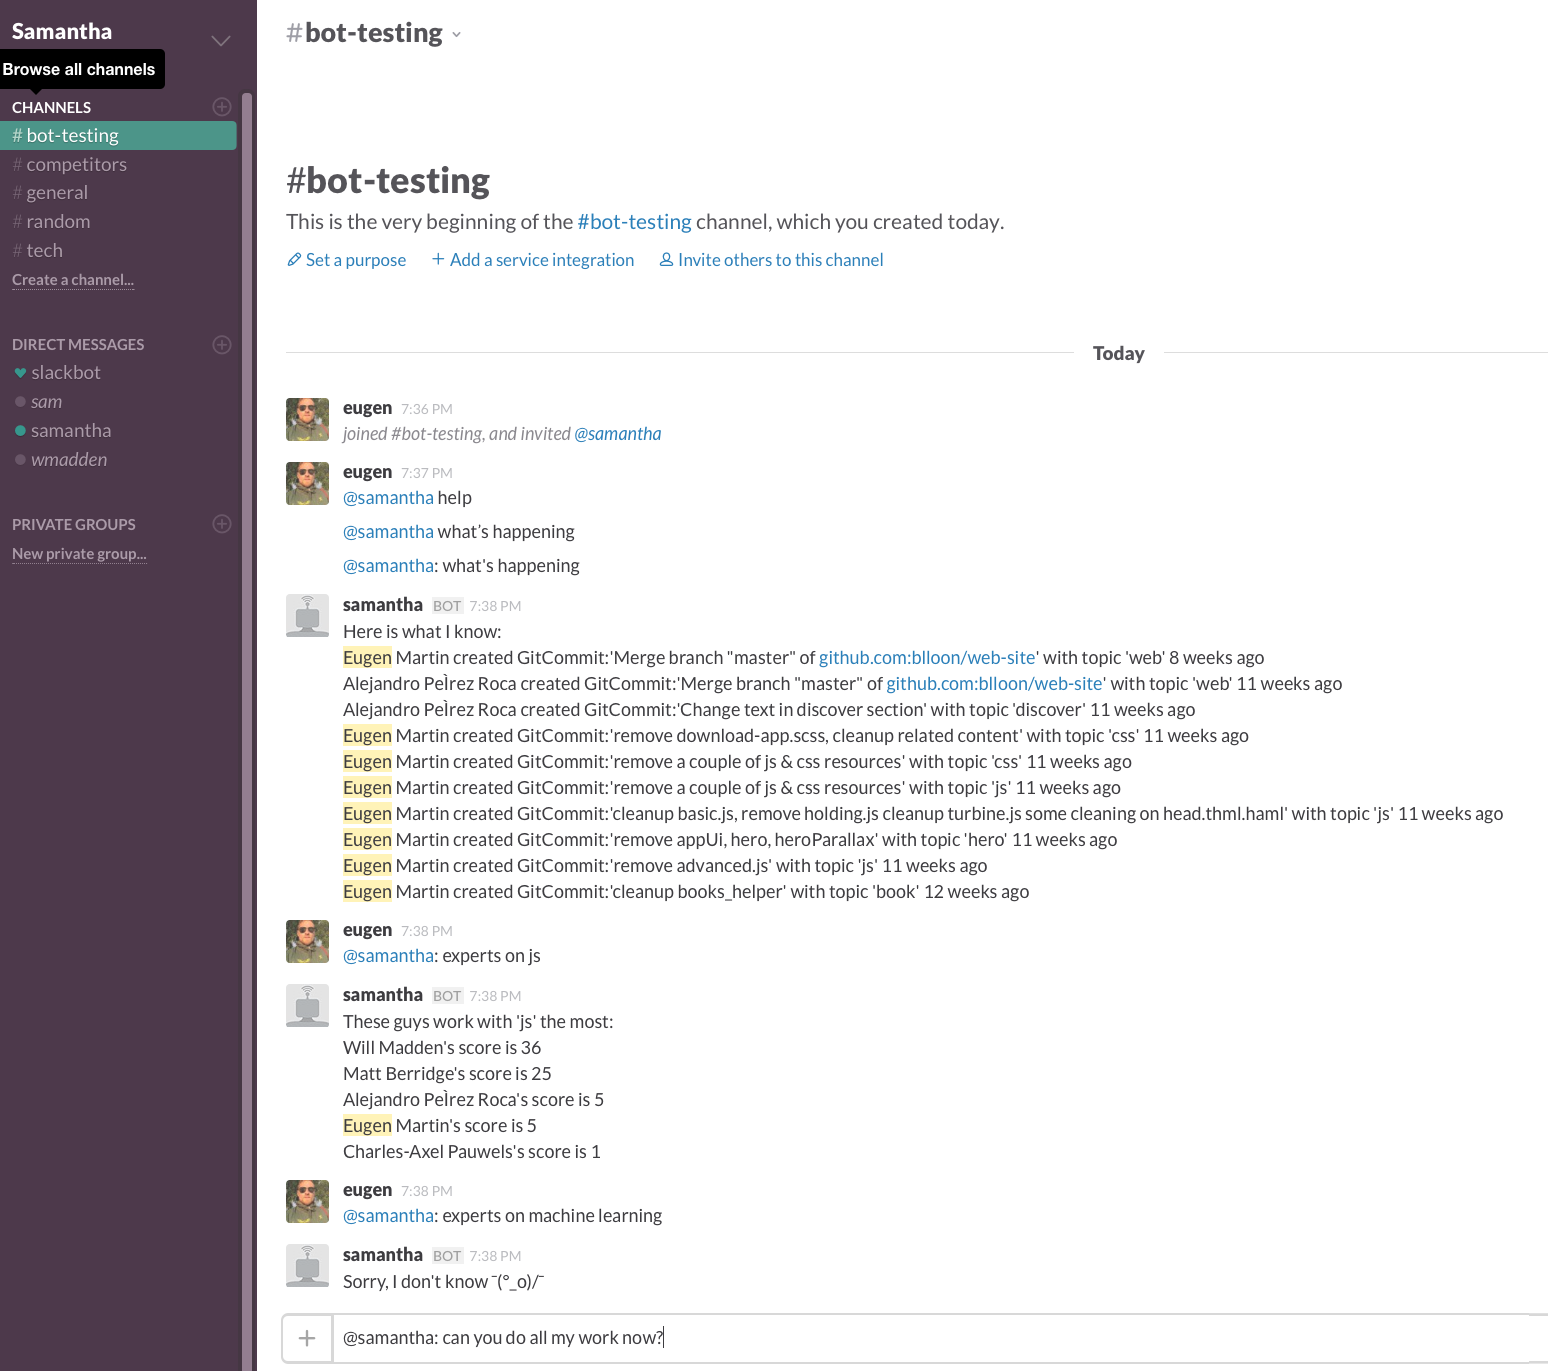 Samantha
Browse all channels
CHANNELS
# bot-testing
# competitors
# general
# random
# tech
Create a channel...
DIRECT MESSAGES
slackbot
sam
samantha
wmadden
PRIVATE GROUPS
New private group...
#bot-testing
#bot-testing
This is the very beginning of the #bot-testing channel, which you created today.
Set a purpose + Add a service integration Invite others to this channel
Today
eugen 7:36 PM
joined #bot-testing, and invited @samantha
eugen 7:37 PM
@samantha help
@samantha what’s happening
@samantha: what's happening
samantha BOT 7:38 PM
Here is what I know:
Eugen Martin created GitCommit:'Merge branch "master" of github.com:blloon/web-site' with topic 'web' 8 weeks ago
Alejandro PeÌrez Roca created GitCommit:'Merge branch "master" of github.com:blloon/web-site' with topic 'web' 11 weeks ago
Alejandro PeÌrez Roca created GitCommit:'Change text in discover section' with topic 'discover' 11 weeks ago
Eugen Martin created GitCommit:'remove download-app.scss, cleanup related content' with topic 'css' 11 weeks ago
Eugen Martin created GitCommit:'remove a couple of js & css resources' with topic 'css' 11 weeks ago
Eugen Martin created GitCommit:'remove a couple of js & css resources' with topic 'js' 11 weeks ago
Eugen Martin created GitCommit:'cleanup basic.js, remove holding.js cleanup turbine.js some cleaning on head.thml.haml' with topic 'js' 11 weeks ago
Eugen Martin created GitCommit:'remove appUi, hero, heroParallax' with topic 'hero' 11 weeks ago
Eugen Martin created GitCommit:'remove advanced.js' with topic 'js' 11 weeks ago
Eugen Martin created GitCommit:'cleanup books_helper' with topic 'book' 12 weeks ago
eugen 7:38 PM
@samantha: experts on js
samantha BOT 7:38 PM
These guys work with 'js' the most:
Will Madden's score is 36
Matt Berridge's score is 25
Alejandro PeÌrez Roca's score is 5
Eugen Martin's score is 5
Charles-Axel Pauwels's score is 1
eugen 7:38 PM
@samantha: experts on machine learning
samantha BOT 7:38 PM
Sorry, I don't know ¯(°_o)/¯
@samantha: can you do all my work now?